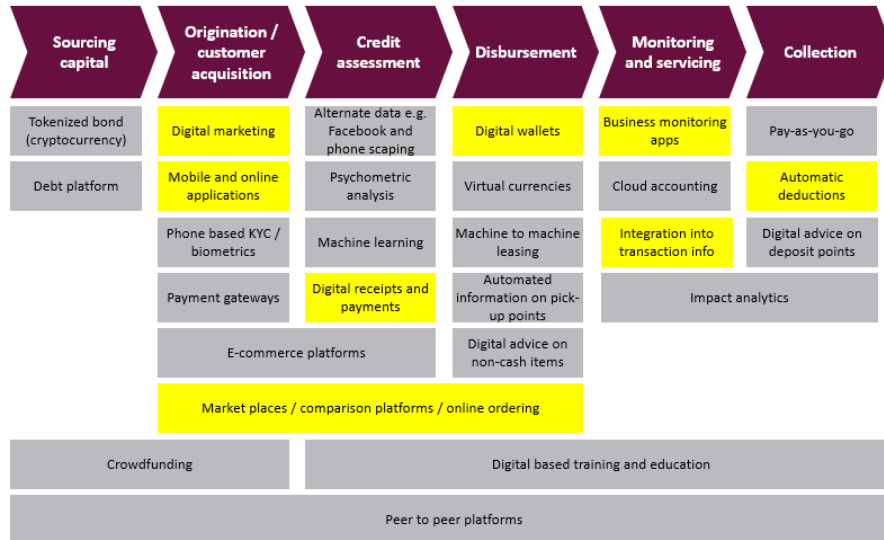 Sourcing
capital
Origination /
customer
acquisition
Credit
assessment
Disbursement
Monitoring
and servicing
Collection
Tokenized bond
(cryptocurrency)
Digital marketing
Alternate data e.g.
Facebook and
phone scaping
Digital wallets
Business monitoring
apps
Pay-as-you-go
Debt platform
Mobile and online
applications
Psychometric
analysis
Virtual currencies
Cloud accounting
Automatic
deductions
Phone based KYC /
biometrics
Machine learning
Machine to machine
leasing
Integration into
transaction info
Digital advice on
deposit points
Payment gateways
Digital receipts and
payments
Automated
information on pick-
up points
Impact analytics
E-commerce platforms
Digital advice on
non-cash items
Market places / comparison platforms / online ordering
Crowdfunding
Digital based training and education
Peer to peer platforms